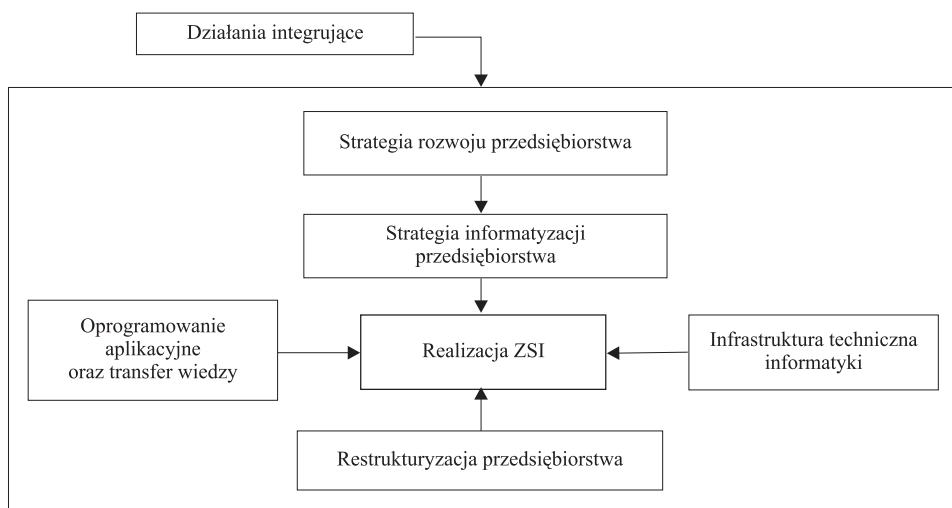 Działania integrujące
Strategia rozwoju przedsiębiorstwa
Strategia informatyzacji
przedsiębiorstwa
Oprogramowanie
aplikacyjne
oraz transfer wiedzy
Realizacja ZSI
Infrastruktura techniczna
informatyki
Restrukturyzacja przedsiębiorstwa